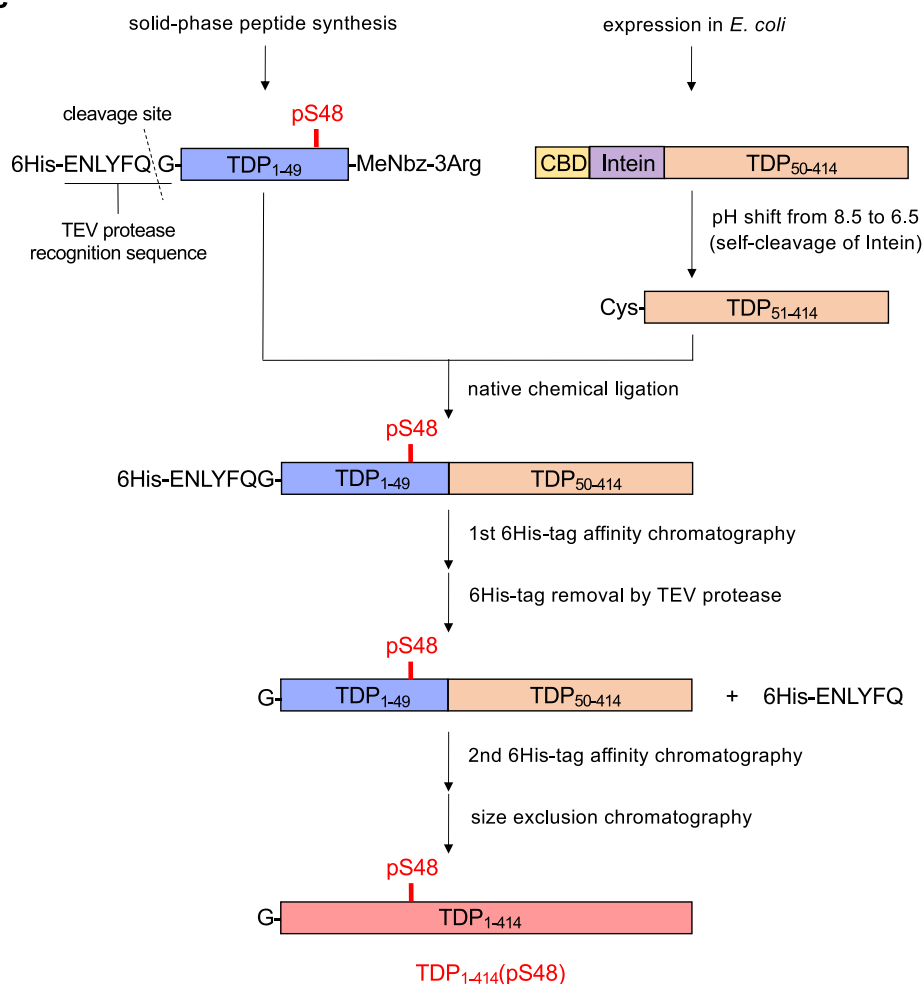 solid-phase peptide synthesis
expression in E. coli
cleavage site
pS48
6His-ENLYFQ G- TDP1-49 -MeNbz-3Arg
CBD Intein TDP50-414
TEV protease
recognition sequence
pH shift from 8.5 to 6.5
(self-cleavage of Intein)
Cys- TDP51-414
native chemical ligation
pS48
6His-ENLYFQG- TDP1-49 TDP50-414
1st 6His-tag affinity chromatography
6His-tag removal by TEV protease
pS48
G- TDP1-49 TDP50-414 + 6His-ENLYFQ
2nd 6His-tag affinity chromatography
size exclusion chromatography
pS48
G- TDP1-414
TDP1-414(pS48)